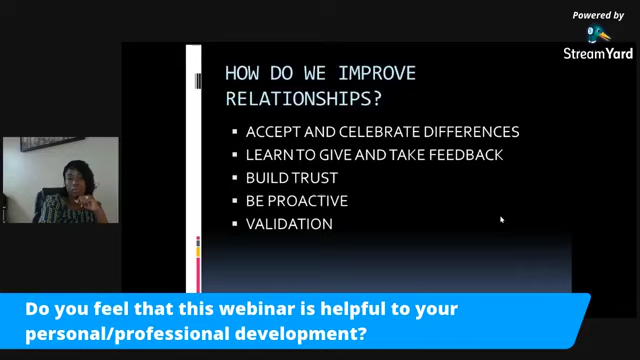 Powered by
StreamYard
HOW DO WE IMPROVE
RELATIONSHIPS?
ACCEPT AND CELEBRATE DIFFERENCES
LEARN TO GIVE AND TAKE FEEDBACK
BUILD TRUST
BE PROACTIVE
VALIDATION
Do you feel that this webinar is helpful to your
personal/professional development?